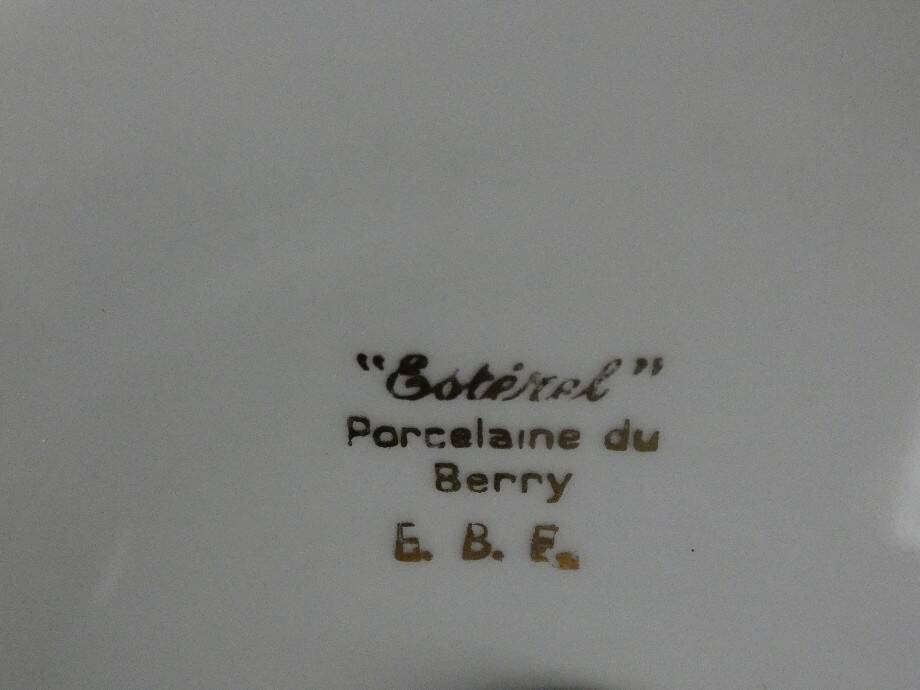 "Estérel"
Porcelaine du
Berry
E. B. F.